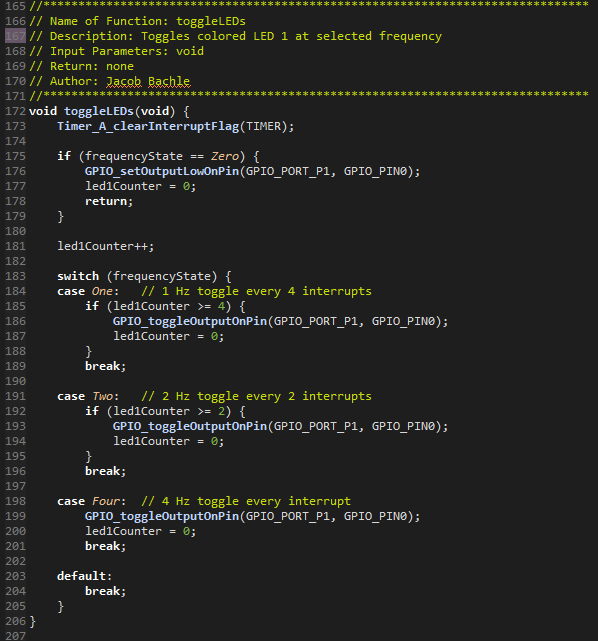 165 //******************************************************************************
166 // Name of Function: toggleLEDs
167 // Description: Toggles colored LED 1 at selected frequency
168 // Input Parameters: void
169 // Return: none
170 // Author: Jacob Bachle
171 //******************************************************************************
172 void toggleLEDs(void) {
173     Timer_A_clearInterruptFlag(TIMER);
174
175     if (frequencyState == Zero) {
176         GPIO_setOutputLowOnPin(GPIO_PORT_P1, GPIO_PIN0);
177         led1Counter = 0;
178         return;
179     }
180
181     led1Counter++;
182
183     switch (frequencyState) {
184     case One:   // 1 Hz toggle every 4 interrupts
185         if (led1Counter >= 4) {
186             GPIO_toggleOutputOnPin(GPIO_PORT_P1, GPIO_PIN0);
187             led1Counter = 0;
188         }
189         break;
190
191     case Two:   // 2 Hz toggle every 2 interrupts
192         if (led1Counter >= 2) {
193             GPIO_toggleOutputOnPin(GPIO_PORT_P1, GPIO_PIN0);
194             led1Counter = 0;
195         }
196         break;
197
198     case Four:  // 4 Hz toggle every interrupt
199         GPIO_toggleOutputOnPin(GPIO_PORT_P1, GPIO_PIN0);
200         led1Counter = 0;
201         break;
202
203     default:
204         break;
205     }
206 }
207